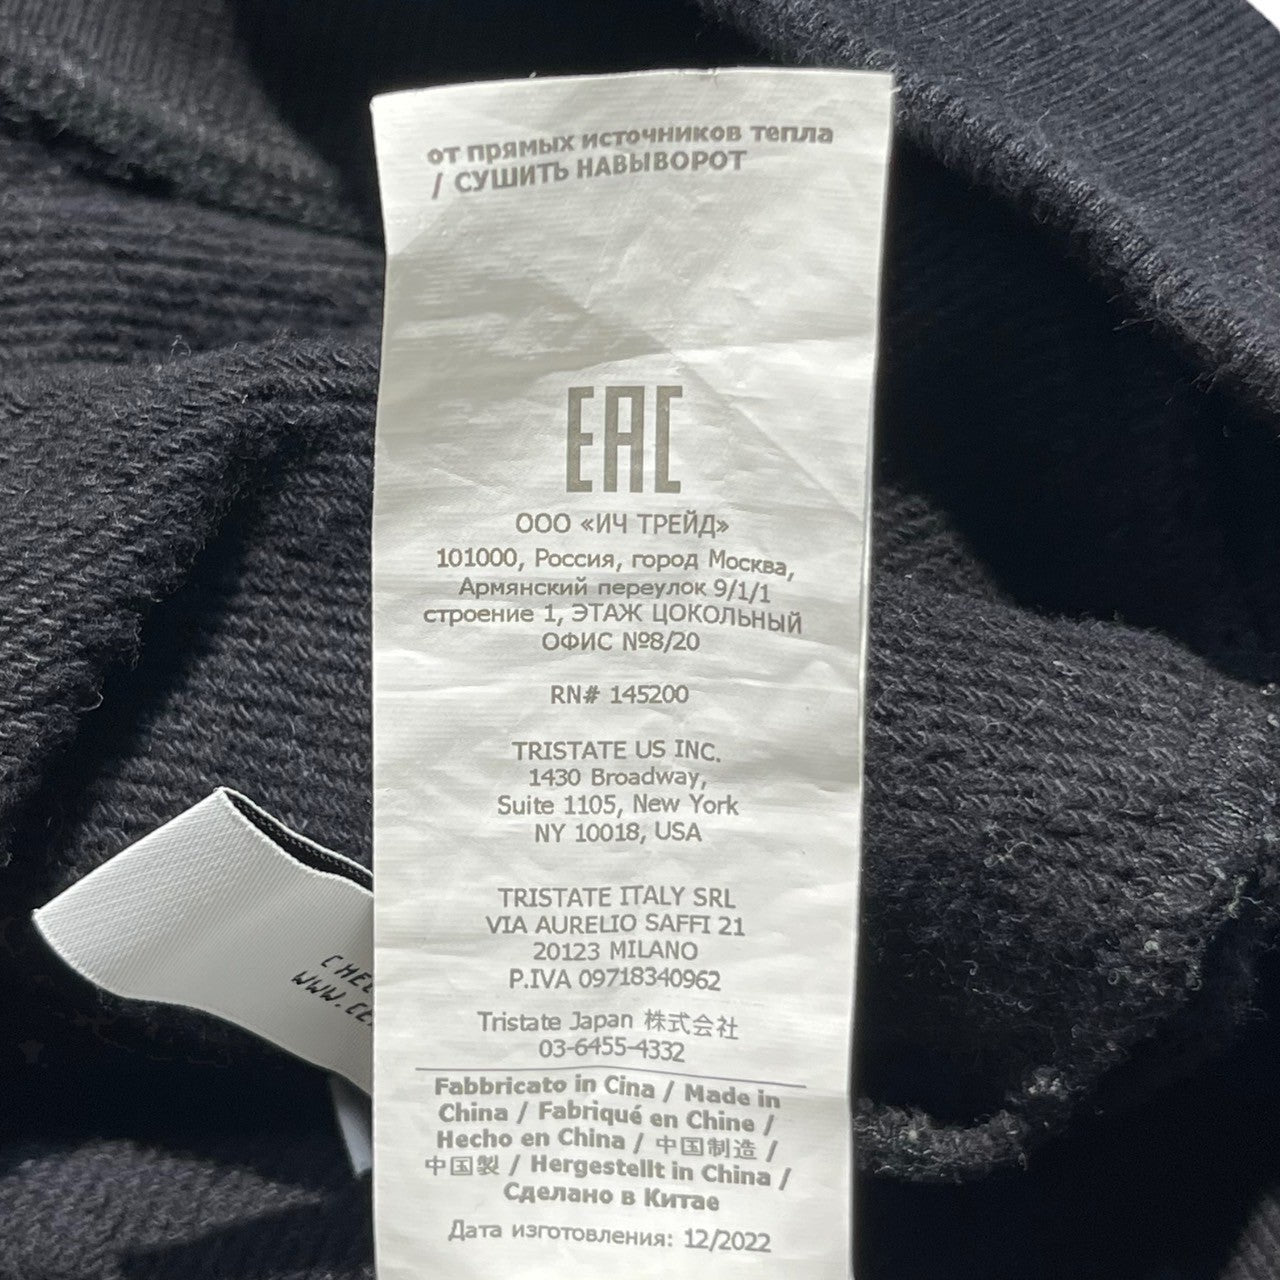 от прямых источников тепла
/ СУШИТЬ НАВЫВОРОТ
EAC
ООО «ИЧ ТРЕЙД»
101000, Россия, город Москва,
Армянский переулок 9/1/1
строение 1, ЭТАЖ ЦОКОЛЬНЫЙ
ОФИС №8/20
RN# 145200
TRISTATE US INC.
1430 Broadway,
Suite 1105, New York
NY 10018, USA
TRISTATE ITALY SRL
VIA AURELIO SAFFI 21
20123 MILANO
P.IVA 09718340962
Tristate Japan 株式会社
03-6455-4332
Fabbricato in Cina / Made in
China / Fabriqué en Chine /
Hecho en China / 中国制造 /
中国製 / Hergestellt in China /
Сделано в Китае
Дата изготовления: 12/2022